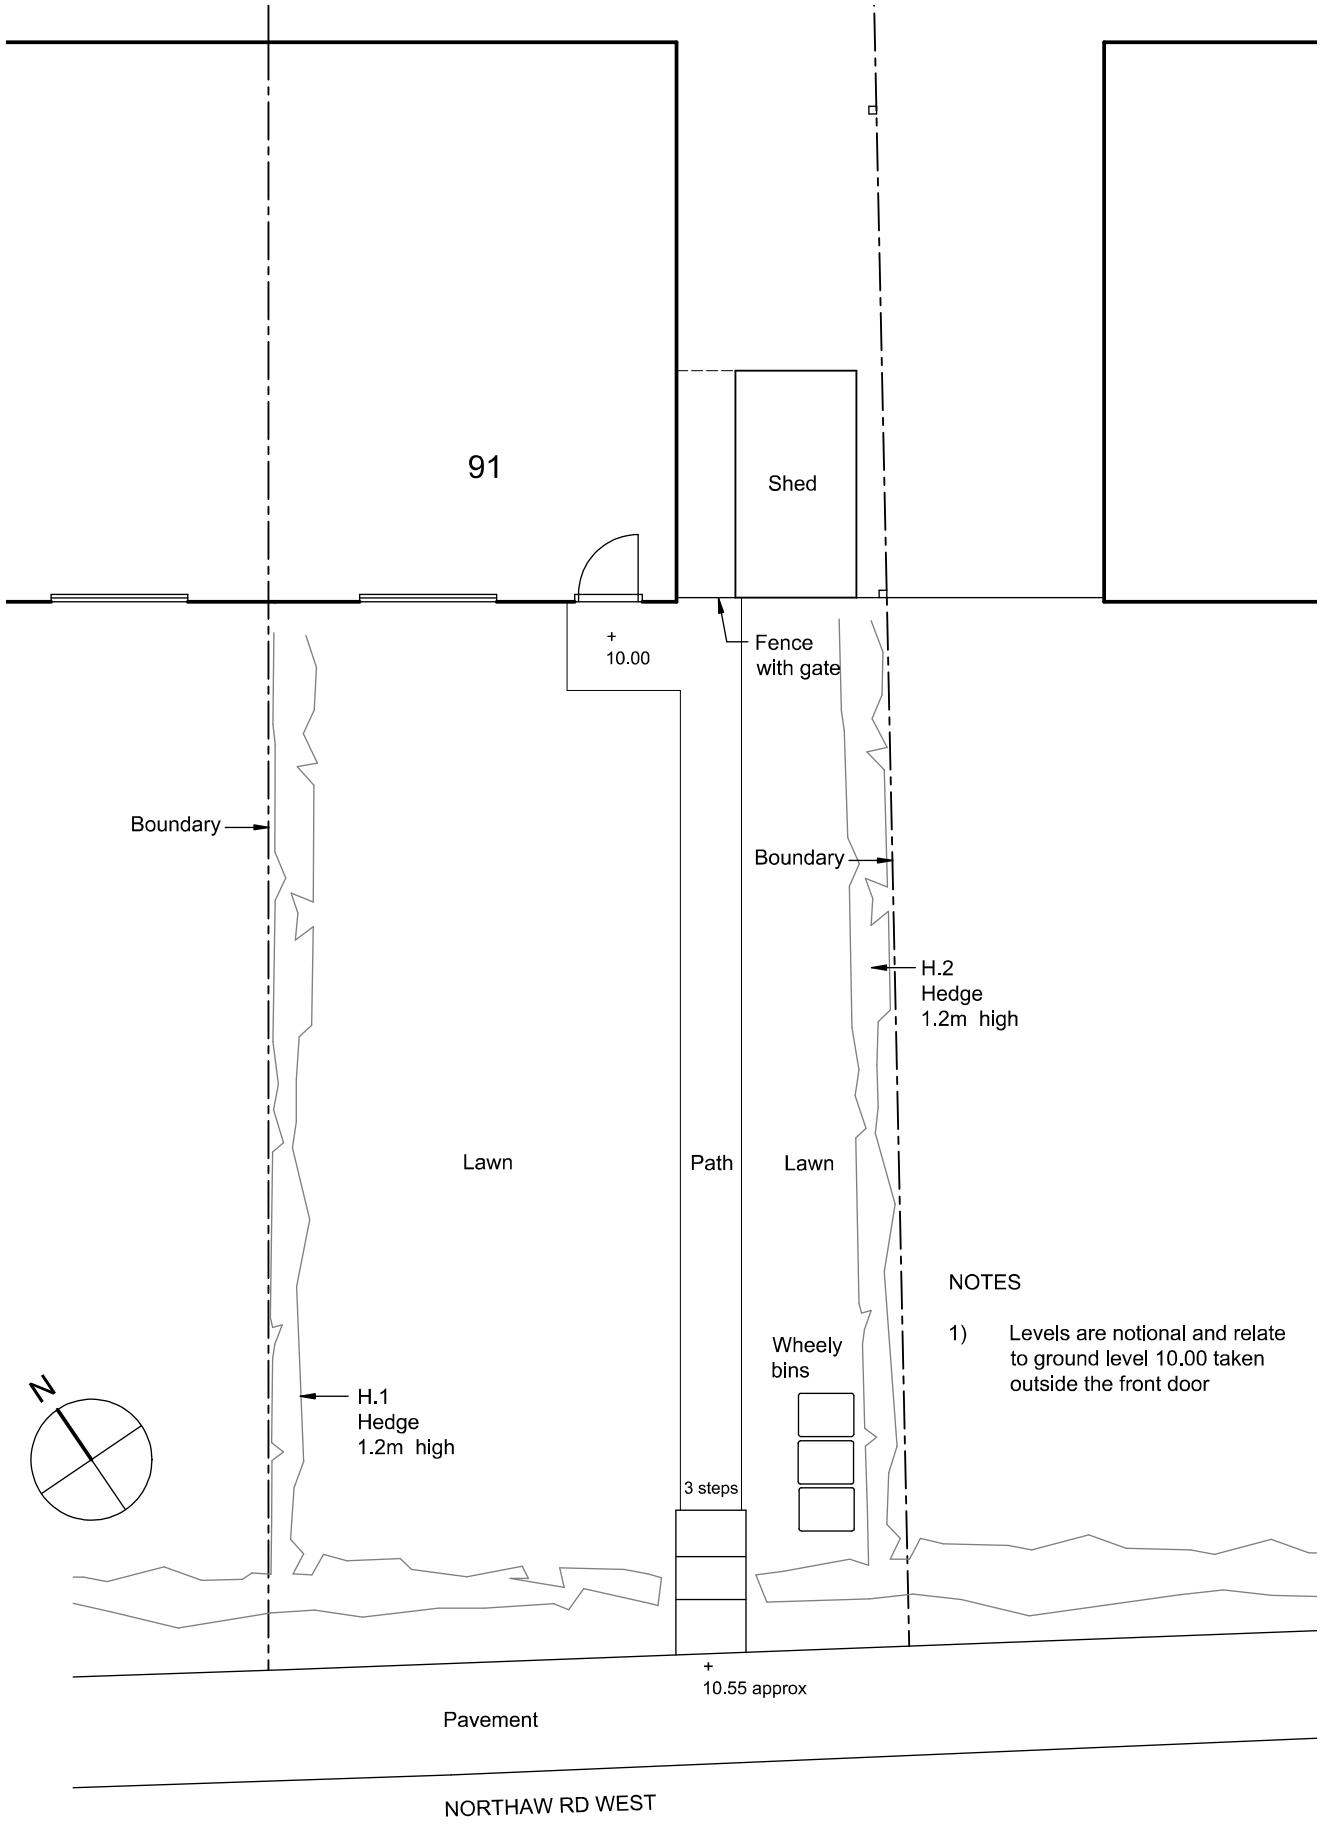 91
Shed
+
10.00
Fence
with gate
Boundary
Boundary
H.2
Hedge
1.2m high
Lawn
Path
Lawn
NOTES
1) Levels are notional and relate
to ground level 10.00 taken
outside the front door
Wheely
bins
N
H.1
Hedge
1.2m high
3 steps
+
10.55 approx
Pavement
NORTHAW RD WEST